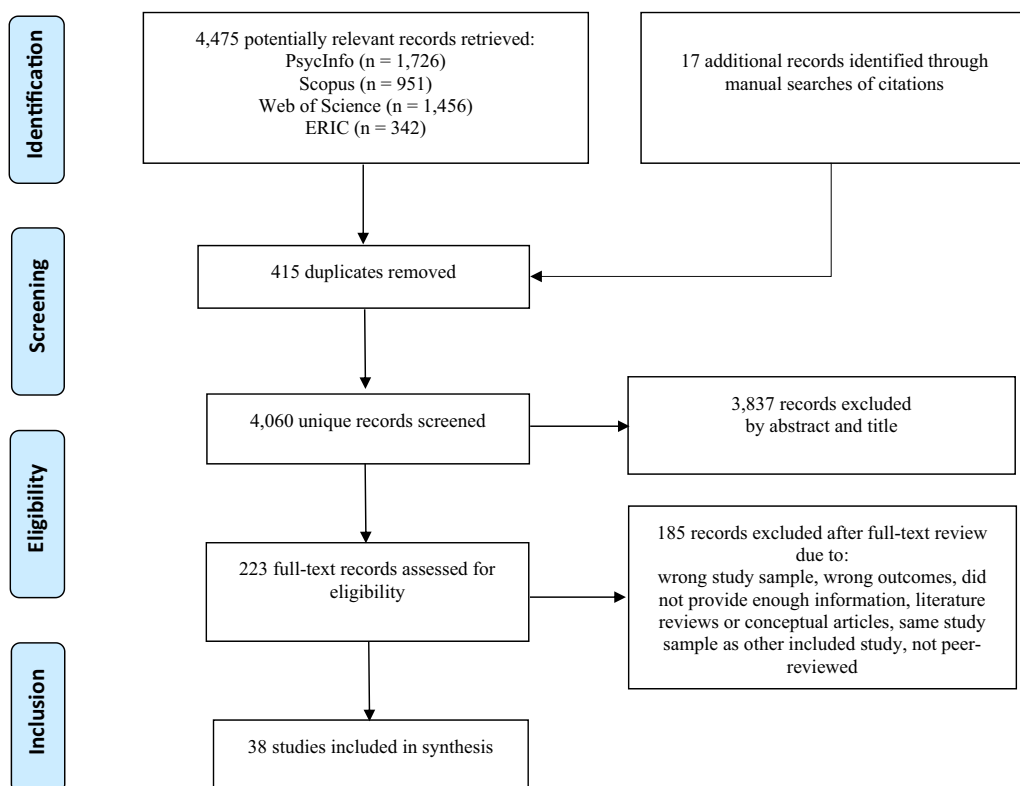 Identification
4,475 potentially relevant records retrieved:
PsycInfo (n = 1,726)
Scopus (n = 951)
Web of Science (n = 1,456)
ERIC (n = 342)
17 additional records identified through
manual searches of citations
Screening
415 duplicates removed
4,060 unique records screened
3,837 records excluded
by abstract and title
Eligibility
223 full-text records assessed for
eligibility
185 records excluded after full-text review
due to:
wrong study sample, wrong outcomes, did
not provide enough information, literature
reviews or conceptual articles, same study
sample as other included study, not peer-
reviewed
Inclusion
38 studies included in synthesis